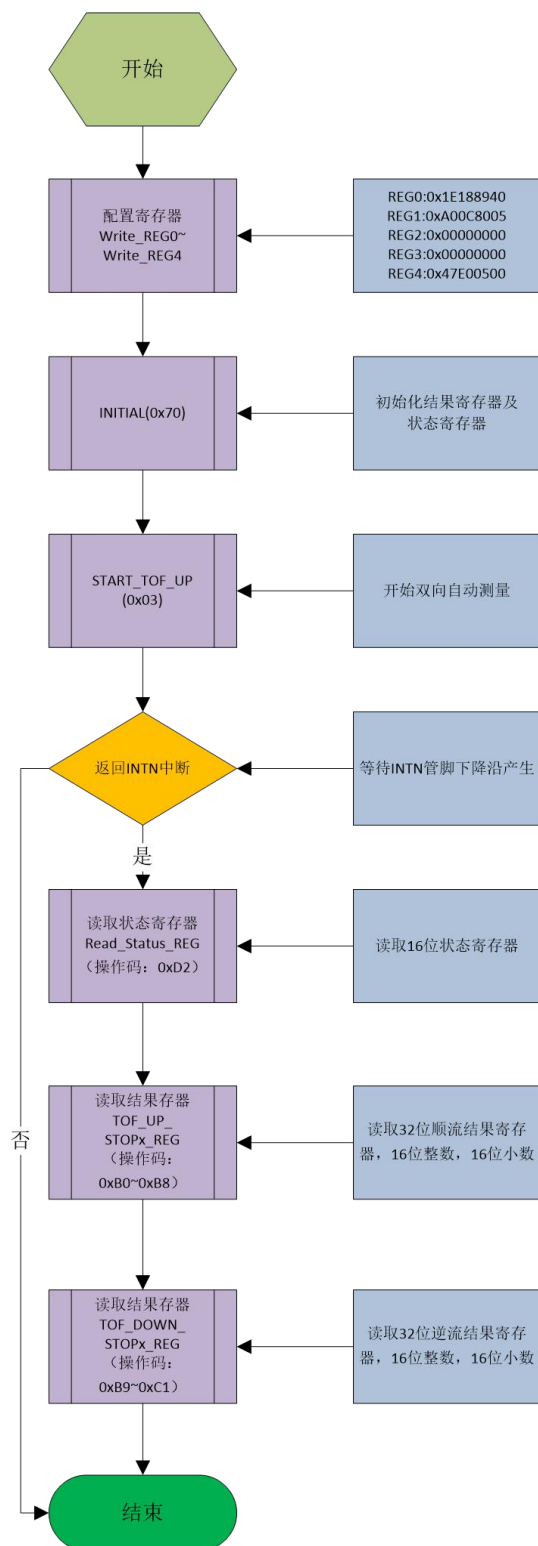 开始
配置寄存器
Write_REG0~
Write_REG4
REG0:0x1E188940
REG1:0xA00C8005
REG2:0x00000000
REG3:0x00000000
REG4:0x47E00500
INITIAL(0x70)
初始化结果寄存器及
状态寄存器
START_TOF_UP
(0x03)
开始双向自动测量
返回INTN中断
等待INTN管脚下降沿产生
是
读取状态寄存器
Read_Status_REG
（操作码：0xD2）
读取16位状态寄存器
否
读取结果存器
TOF_UP_
STOPx_REG
（操作码：
0xB0~0xB8）
读取32位顺流结果寄存
器，16位整数，16位小数
读取结果存器
TOF_DOWN_
STOPx_REG
（操作码：
0xB9~0xC1）
读取32位逆流结果寄存
器，16位整数，16位小数
结束